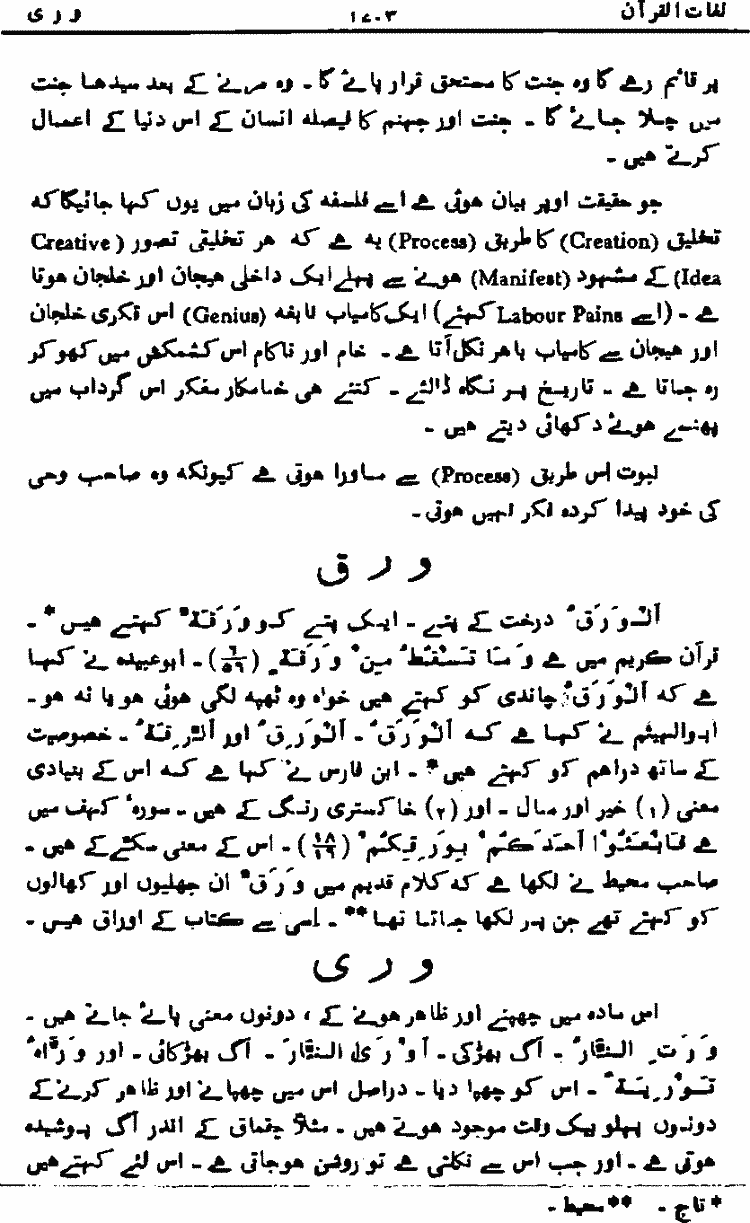 لغات القرآن ۱۷۰۳ و ر ی
پر قائم رہے گا وہ جنت کا مستحق قرار پائے گا ۔ وہ مرنے کے بعد سیدھا جنت
میں چلا جائے گا ۔ جنت اور جہنم کا فیصلہ انسان کے اس دنیا کے اعمال
کرتے ہیں ۔
جو حقیقت اوپر بیان ہوئی ہے اسے فلسفہ کی زبان میں یوں کہا جائیگا کہ
تخلیق (Creation) کا طریق (Process) یہ ہے کہ ہر تخلیقی تصور (Creative
Idea) کے مشہود (Manifest) ہونے سے پہلے ایک داخلی ہیجان اور خلجان ہوتا
ہے ۔ (اسے Labour Pains کہئے) ایک کامیاب نابغہ (Genius) اس فکری خلجان
اور ہیجان سے کامیاب باہر نکل آتا ہے ۔ خام اور ناکام اس کشمکش میں کھو کر
رہ جاتا ہے ۔ تاریخ پر نگاہ ڈالئے ۔ کتنے ہی خامکار مفکر اس گرداب میں
پھنسے ہوئے دکھائی دیتے ہیں ۔
نبوت اس طریق (Process) سے ماورا ہوتی ہے کیونکہ وہ صاحب وحی
کی خود پیدا کردہ فکر نہیں ہوتی ۔
و ر ق
اَلْوَرَقُ درخت کے پتے ۔ ایک پتے کو وَرَقَةٌ کہتے ہیں* ۔
قرآن کریم میں ہے وَ مَا تَسْقُطُ مِنْ وَرَقَةٍ (۶/۵۹) ۔ ابوعبیدہ نے کہا
ہے کہ اَلْوَرَقُ چاندی کو کہتے ہیں خواہ وہ ٹھپہ لگی ہوئی ہو یا نہ ہو ۔
ابوالہیثم نے کہا ہے کہ اَلْوَرَقُ ۔ اَلْوَرِقُ اور اَلرِّقَةُ ۔ خصوصیت
کے ساتھ دراہم کو کہتے ہیں* ۔ ابن فارس نے کہا ہے کہ اس کے بنیادی
معنی (۱) خیر اور مال ۔ اور (۲) خاکستری رنگ کے ہیں ۔ سورہٴ کہف میں
ہے فَابْعَثُوْا اَحَدَكُمْ بِوَرِقِكُمْ (۱۸/۱۹) ۔ اس کے معنی سکّے کے ہیں ۔
صاحب محیط نے لکھا ہے کہ کلام قدیم میں وَرَقٌ ان جھلیوں اور کھالوں
کو کہتے تھے جن پر لکھا جاتا تھا** ۔ اسی سے کتاب کے اوراق ہیں ۔
و ر ی
اس مادہ میں چھپنے اور ظاہر ہونے کے ، دونوں معنی پائے جاتے ہیں ۔
وَرَتِ النَّارُ ۔ آگ بھڑکی ۔ اَوْرَی النَّارَ ۔ آگ بھڑکائی ۔ اور وَرَّاهُ
تَوْرِيَةً ۔ اس کو چھپا دیا ۔ دراصل اس میں چھپانے اور ظاہر کرنے کے
دونوں پہلو بیک وقت موجود ہوتے ہیں ۔ مثلاً چقماق کے اندر آگ پوشیدہ
ہوتی ہے ۔ اور جب اس سے نکلتی ہے تو روشن ہوجاتی ہے ۔ اس لئے کہتے ہیں
*تاج ۔ **محیط ۔